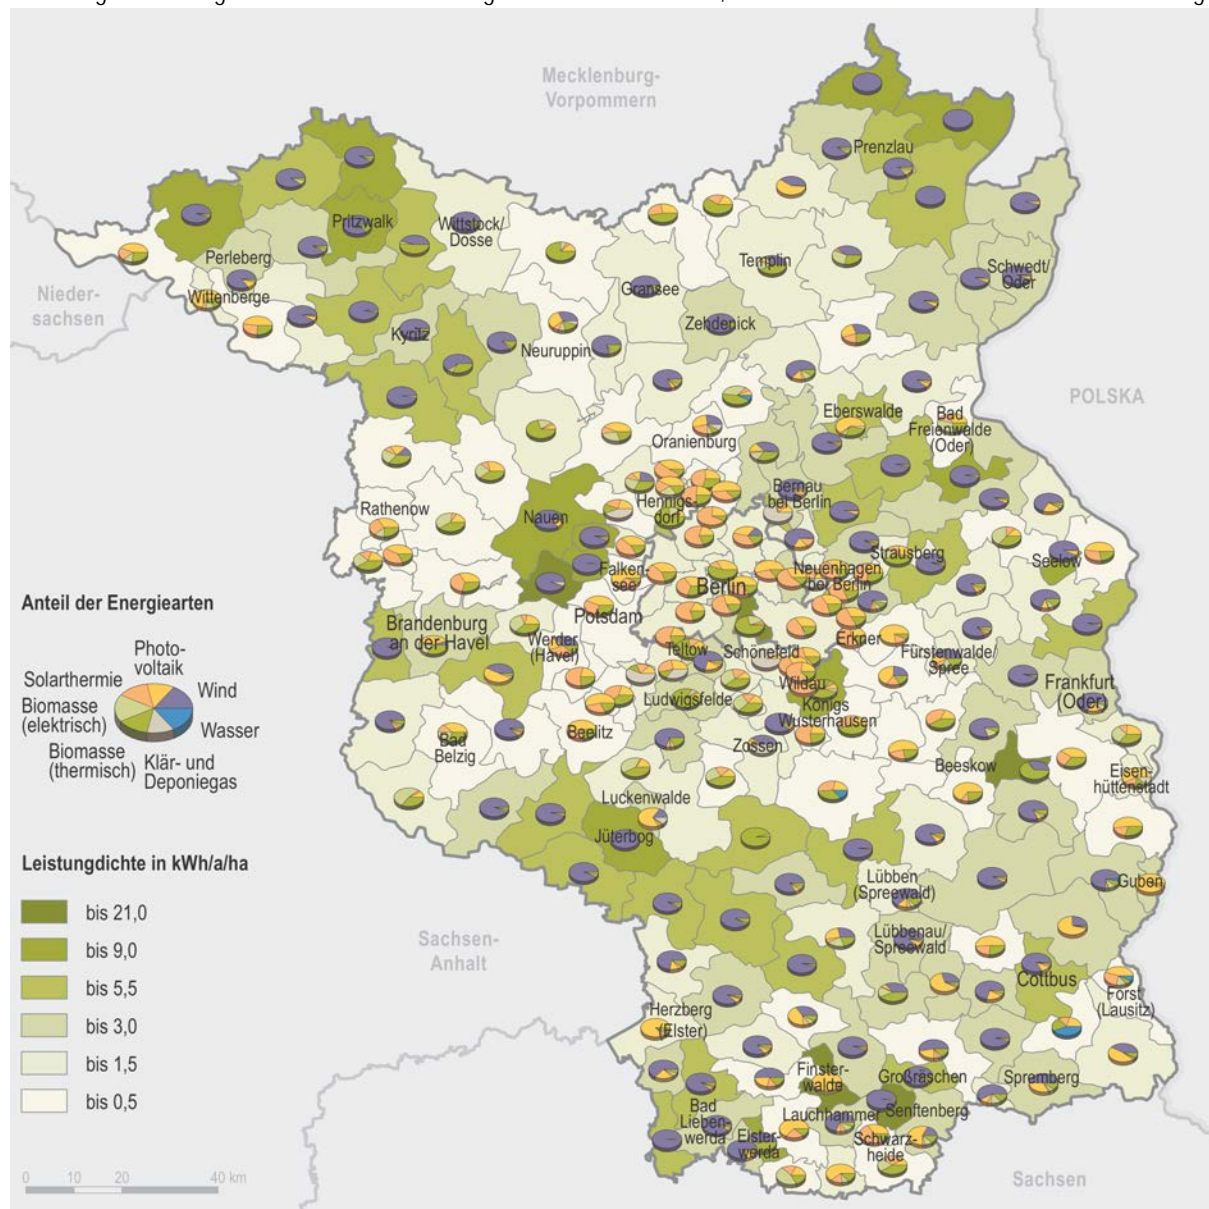 Mecklenburg-
Vorpommern
Prenzlau
Pritzwalk
Wittstock/
Dosse
Perleberg
Templin
Schwedt/
Oder
Nieder-
sachsen
Wittenberge
Gransee
Zehdenick
Kyritz
Neuruppin
POLSKA
Eberswalde
Bad
Freienwalde
(Oder)
Oranienburg
Rathenow
Nauen
Hennigs-
dorf
Bernau
bei Berlin
Strausberg
Seelow
Falken-
see
Berlin
Neuenhagen
bei Berlin
Anteil der Energiearten
Photo-
voltaik
Solarthermie
Wind
Biomasse
(elektrisch)
Wasser
Biomasse
(thermisch)
Klär- und
Deponiegas
Brandenburg
an der Havel
Potsdam
Werder
(Havel)
Teltow
Schönefeld
Erkner
Fürstenwalde/
Spree
Frankfurt
(Oder)
Ludwigsfelde
Wildau
Königs
Wusterhausen
Bad
Belzig
Beelitz
Zossen
Beeskow
Eisen-
hüttenstadt
Luckenwalde
Jüterbog
Leistungdichte in kWh/a/ha
bis 21,0
bis 9,0
bis 5,5
bis 3,0
bis 1,5
bis 0,5
Lübben
(Spreewald)
Guben
Sachsen-
Anhalt
Lübbenau/
Spreewald
Cottbus
Forst
(Lausitz)
Herzberg
(Elster)
Finster-
walde
Großräschen
Spremberg
Bad
Lieben-
werda
Lauchhammer
Senftenberg
Elster-
werda
Schwarz-
heide
Sachsen
0 10 20 40 km